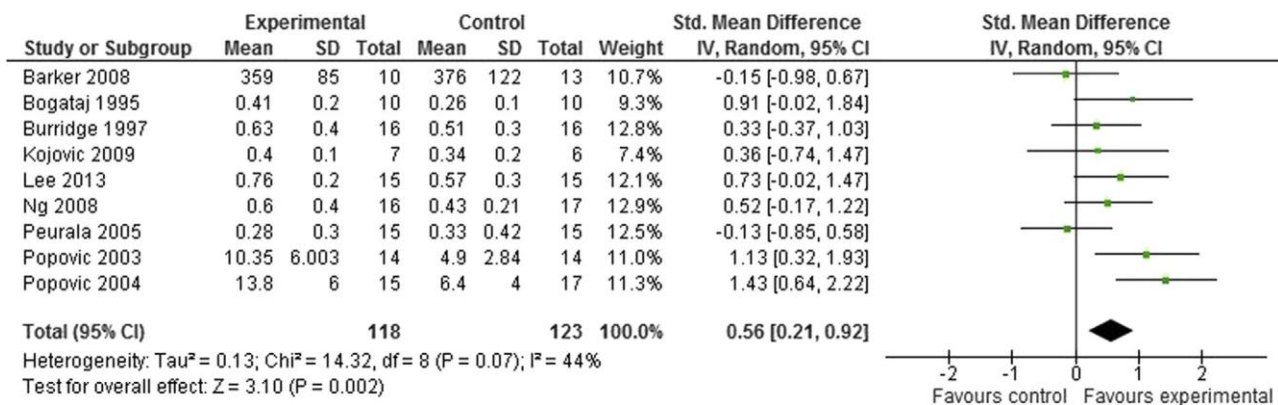 Experimental Control Std. Mean Difference Std. Mean Difference
Study or Subgroup Mean SD Total Mean SD Total Weight IV, Random, 95% CI IV, Random, 95% CI
Barker 2008 359 85 10 376 122 13 10.7% -0.15 [-0.98, 0.67]
Bogataj 1995 0.41 0.2 10 0.26 0.1 10 9.3% 0.91 [-0.02, 1.84]
Burridge 1997 0.63 0.4 16 0.51 0.3 16 12.8% 0.33 [-0.37, 1.03]
Kojovic 2009 0.4 0.1 7 0.34 0.2 6 7.4% 0.36 [-0.74, 1.47]
Lee 2013 0.76 0.2 15 0.57 0.3 15 12.1% 0.73 [-0.02, 1.47]
Ng 2008 0.6 0.4 16 0.43 0.21 17 12.9% 0.52 [-0.17, 1.22]
Peurala 2005 0.28 0.3 15 0.33 0.42 15 12.5% -0.13 [-0.85, 0.58]
Popovic 2003 10.35 6.003 14 4.9 2.84 14 11.0% 1.13 [0.32, 1.93]
Popovic 2004 13.8 6 15 6.4 4 17 11.3% 1.43 [0.64, 2.22]
Total (95% CI) 118 123 100.0% 0.56 [0.21, 0.92]
Heterogeneity: Tau² = 0.13; Chi² = 14.32, df = 8 (P = 0.07); I² = 44%
Test for overall effect: Z = 3.10 (P = 0.002)
-2 -1 0 1 2
Favours control Favours experimental